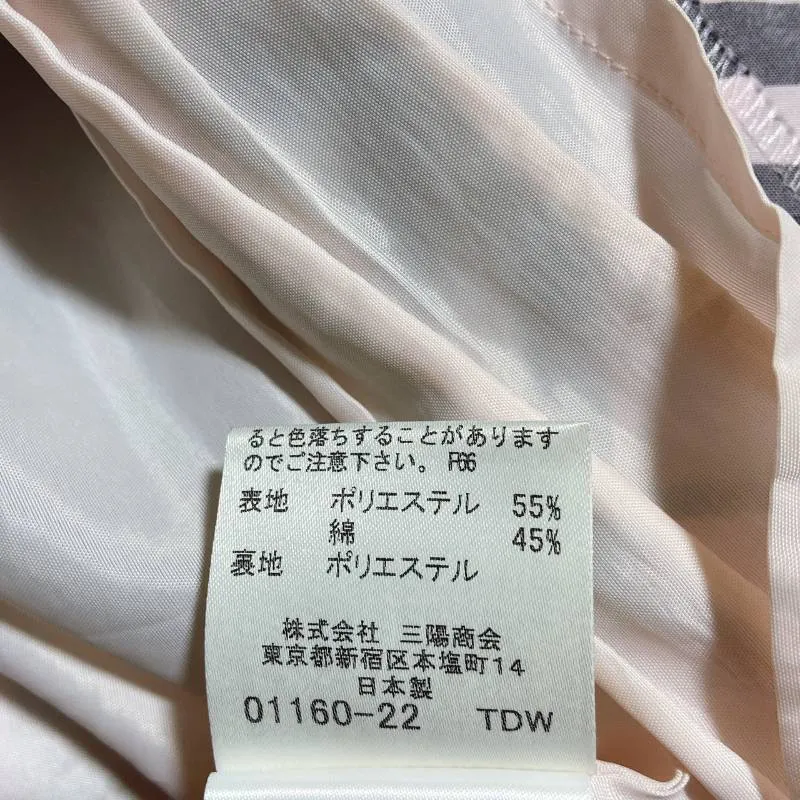 ると色落ちすることがあります
のでご注意下さい。 F66
表地 ポリエステル 55%
綿 45%
裏地 ポリエステル
株式会社 三陽商会
東京都新宿区本塩町14
日本製
01160-22 TDW